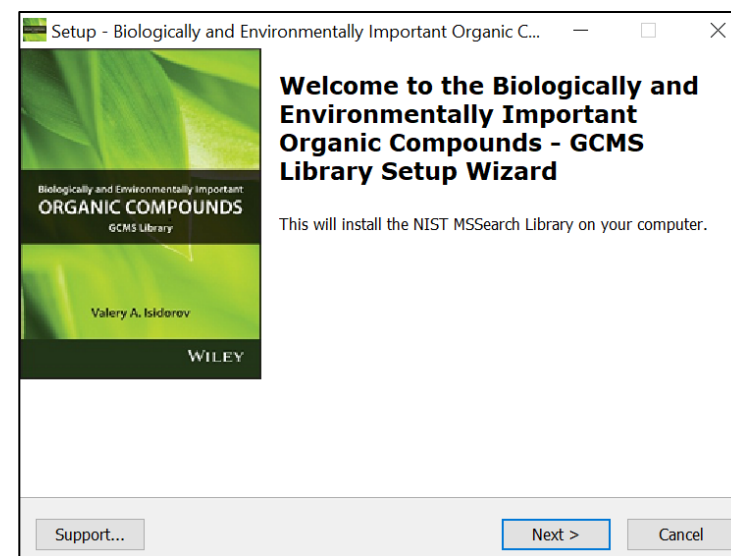 Setup - Biologically and Environmentally Important Organic C...
Biologically and Environmentally Important
ORGANIC COMPOUNDS
GCMS Library
Valery A. Isidorov
WILEY
Welcome to the Biologically and
Environmentally Important
Organic Compounds - GCMS
Library Setup Wizard
This will install the NIST MSSearch Library on your computer.
Support...
Next >
Cancel